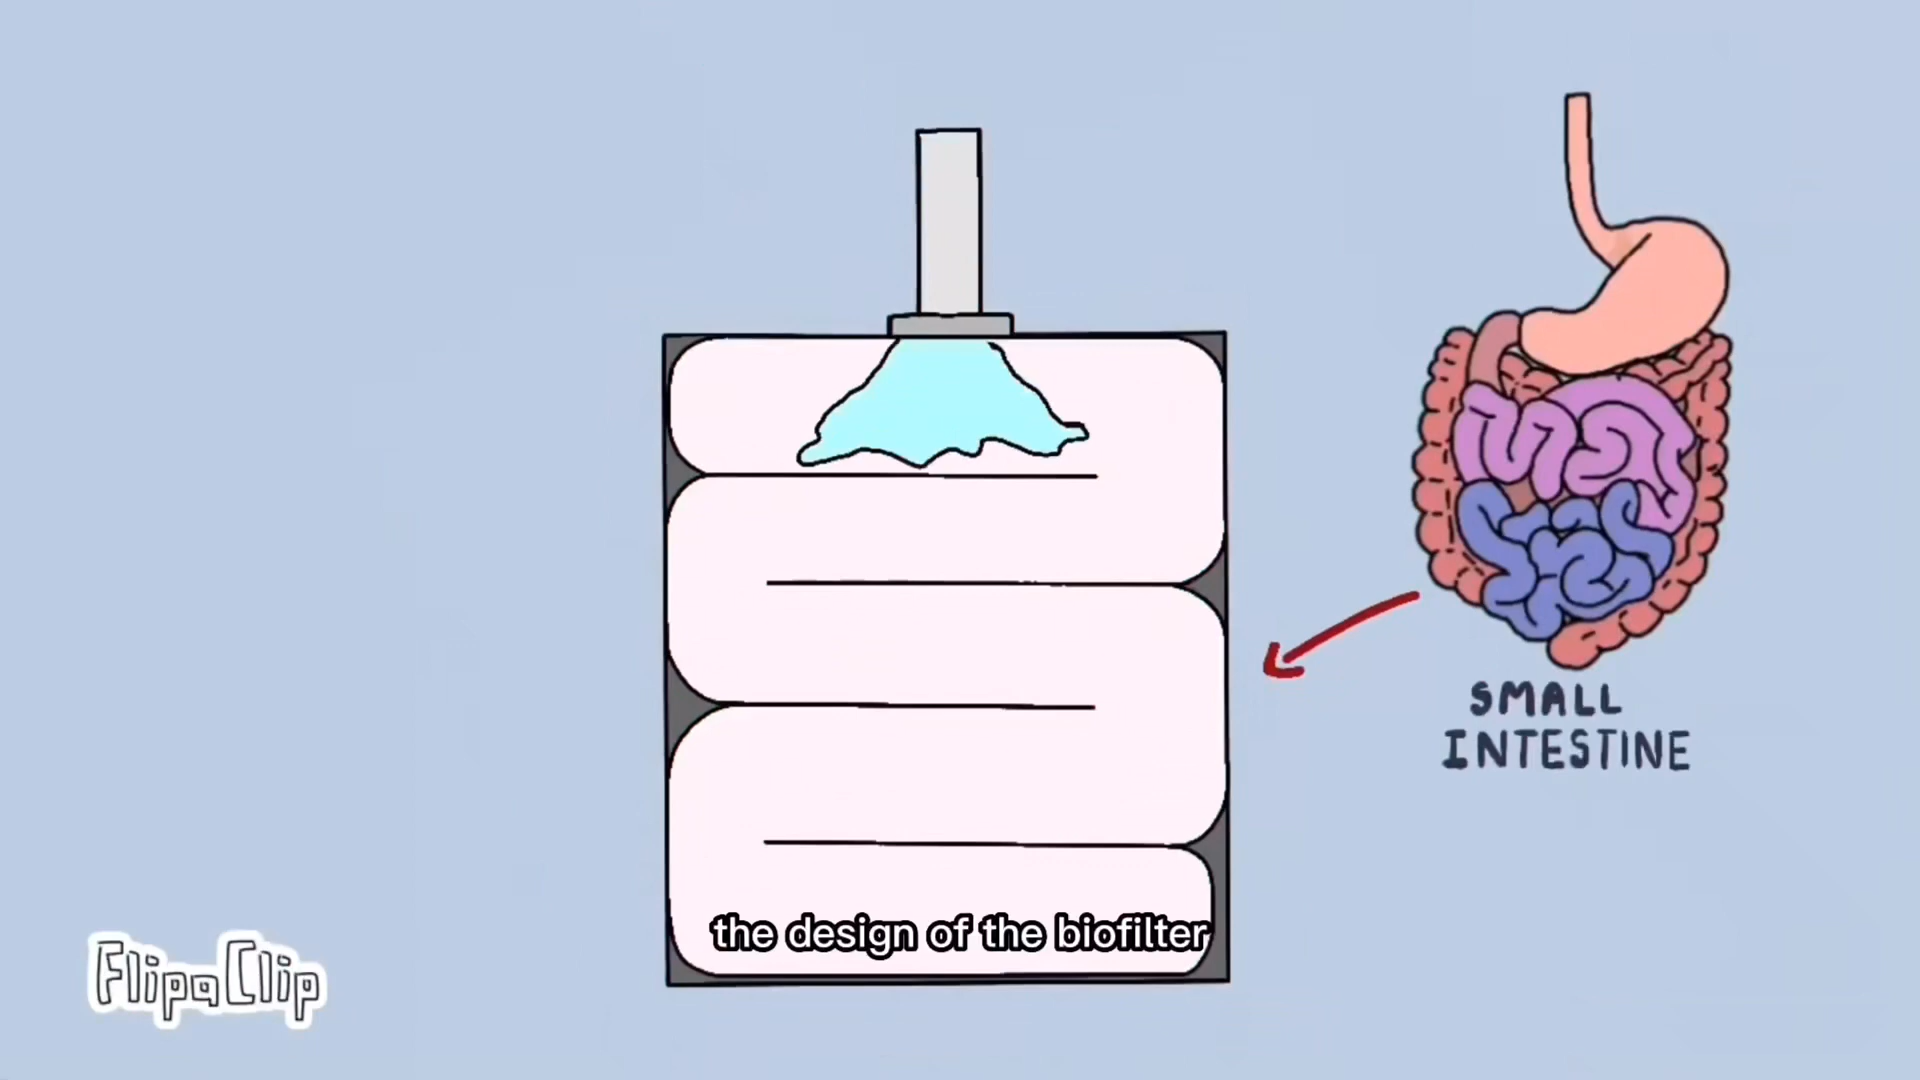 SMALL
INTESTINE
the design of the biofilter
FlipaClip